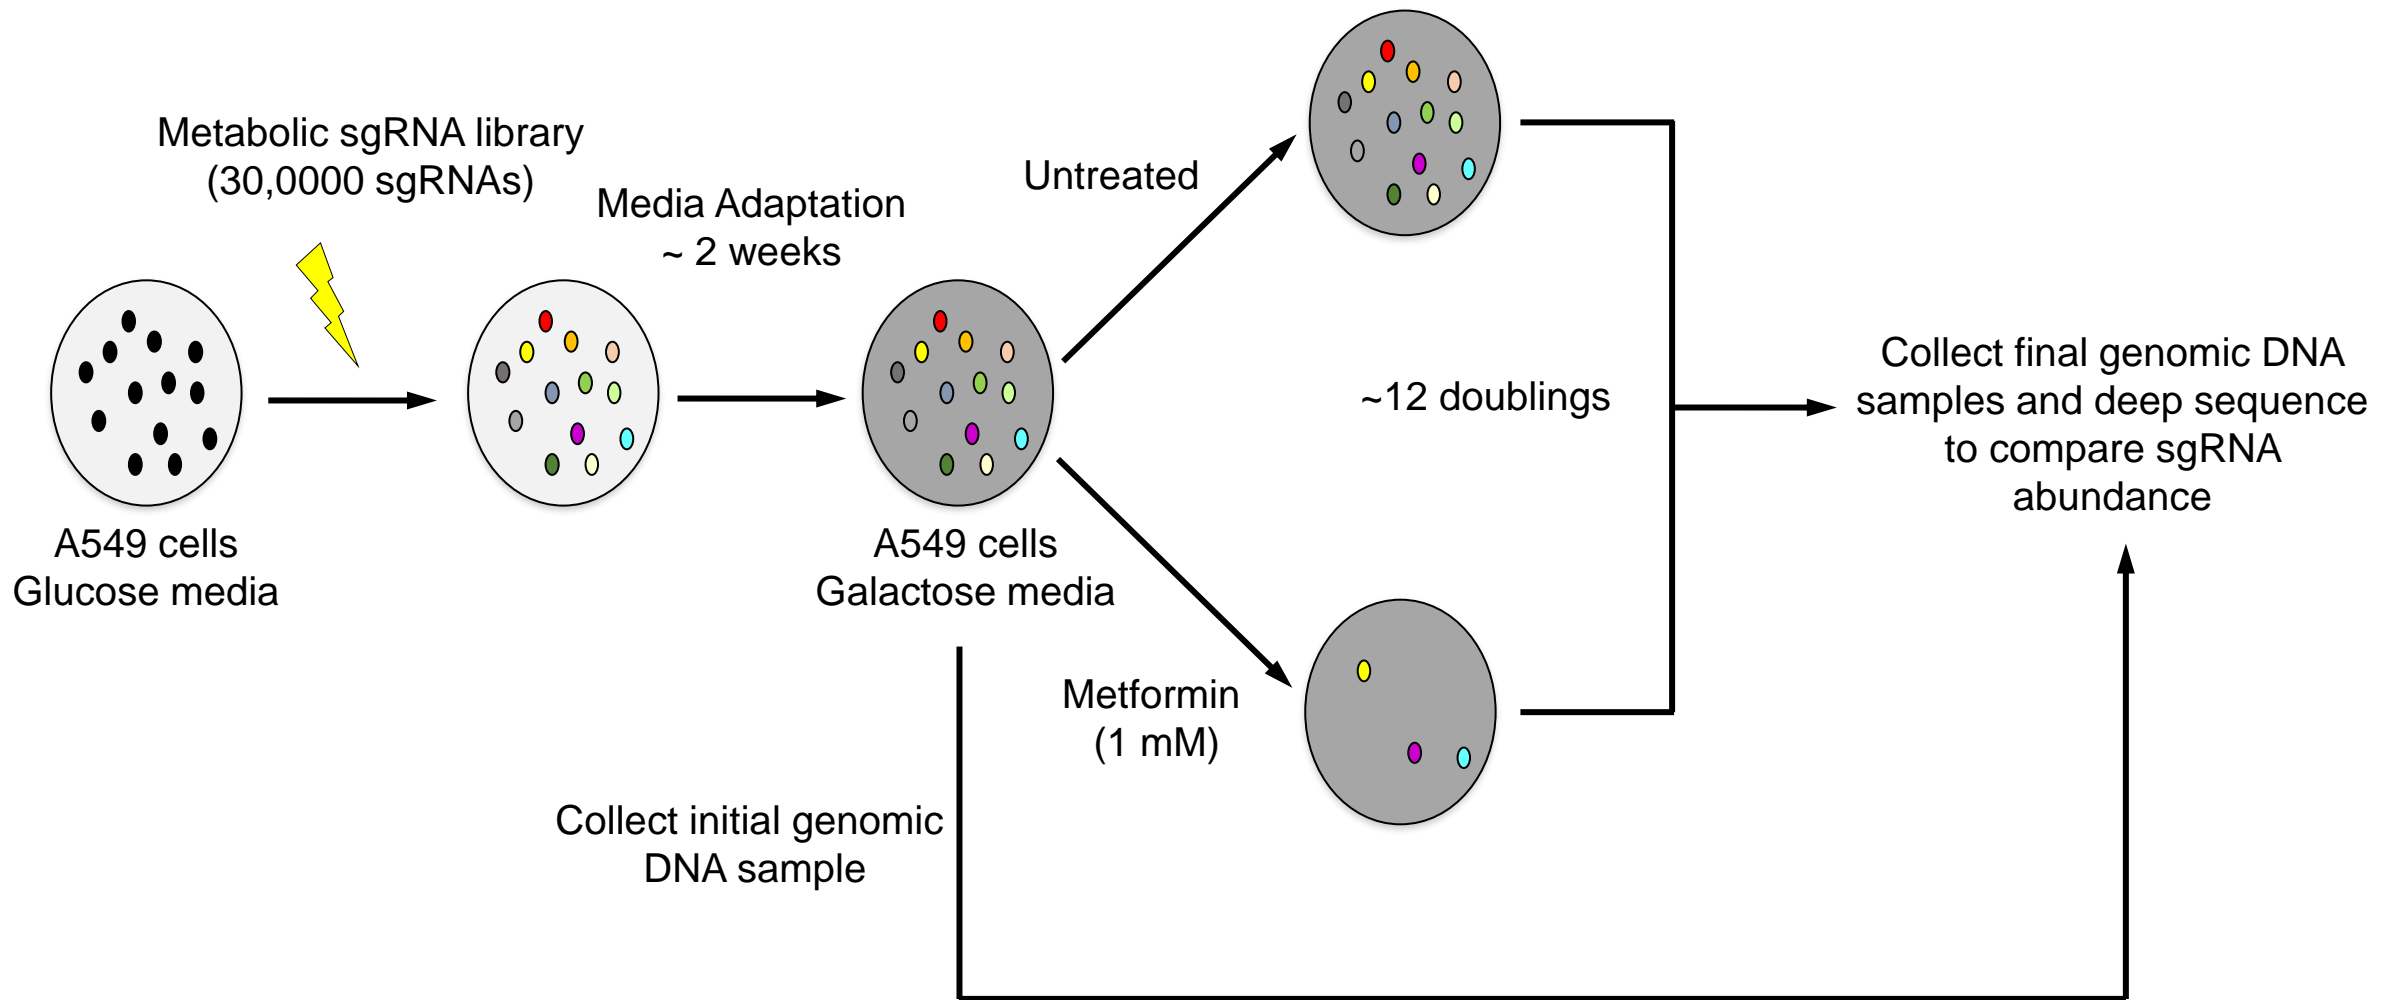 Metabolic sgRNA library
(30,0000 sgRNAs)
Media Adaptation
~ 2 weeks
A549 cells
Glucose media
A549 cells
Galactose media
Untreated
~12 doublings
Metformin
(1 mM)
Collect initial genomic
DNA sample
Collect final genomic DNA
samples and deep sequence
to compare sgRNA
abundance